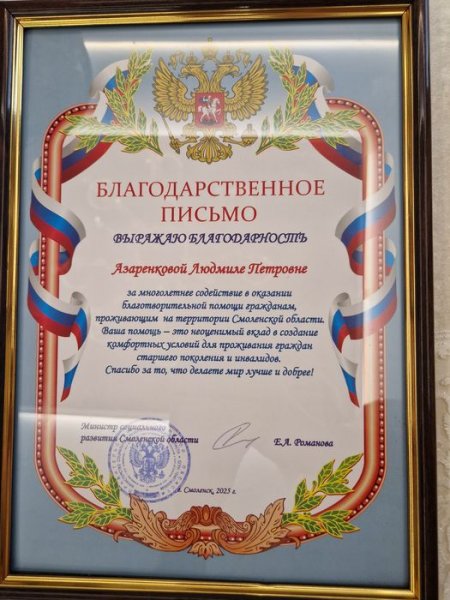 БЛАГОДАРСТВЕННОЕ
ПИСЬМО
ВЫРАЖАЮ БЛАГОДАРНОСТЬ
Азаренковой Людмиле Петровне
за многолетнее содействие в оказании
благотворительной помощи гражданам,
проживающим на территории Смоленской области.
Ваша помощь – это неоценимый вклад в создание
комфортных условий для проживания граждан
старшего поколения и инвалидов.
Спасибо за то, что делаете мир лучше и добрее!
Министр социального
развития Смоленской области
Е.А. Романова
г. Смоленск, 2025 г.